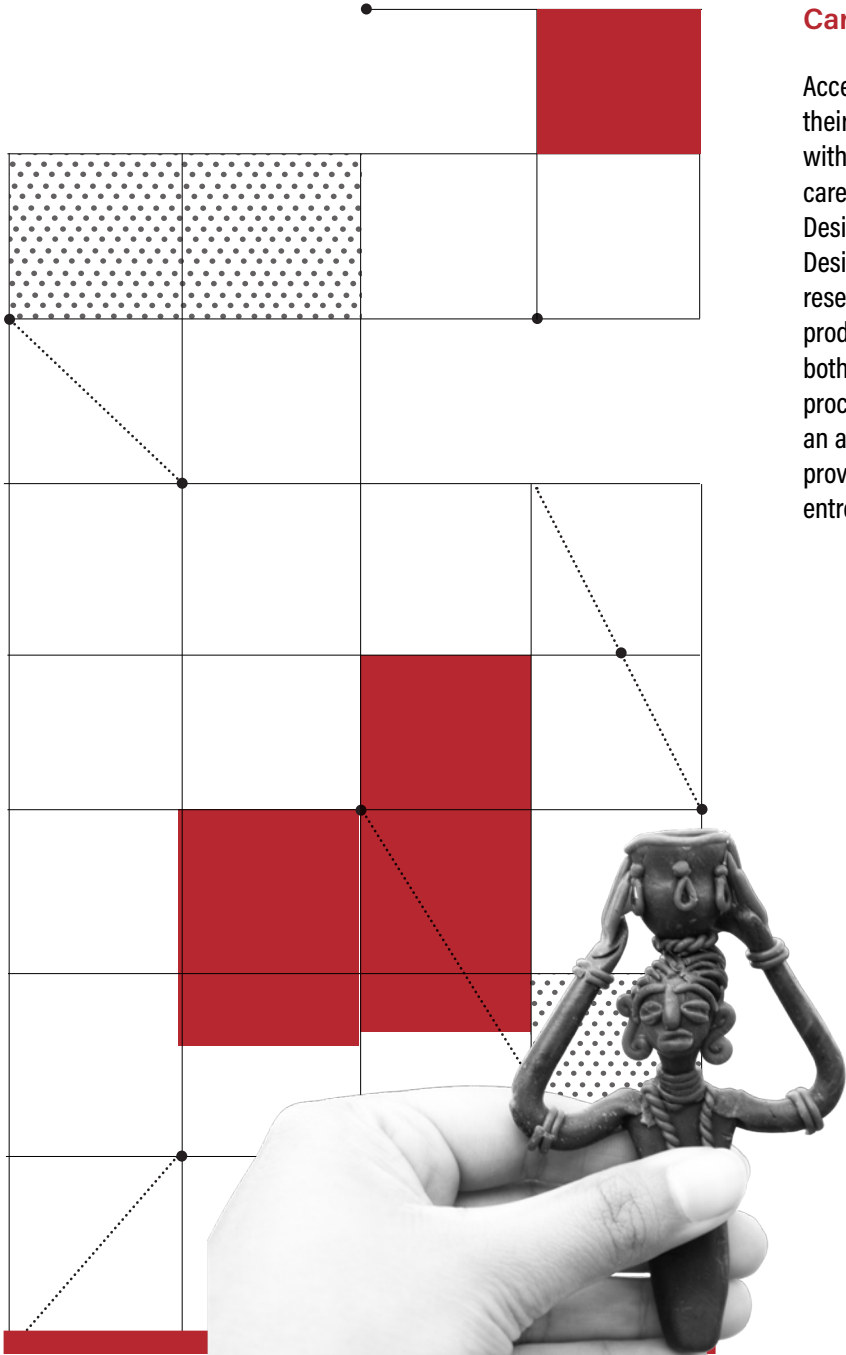 Car
Acce
their
with
care
Desi
Desi
rese
prod
both
proc
an a
prov
entr